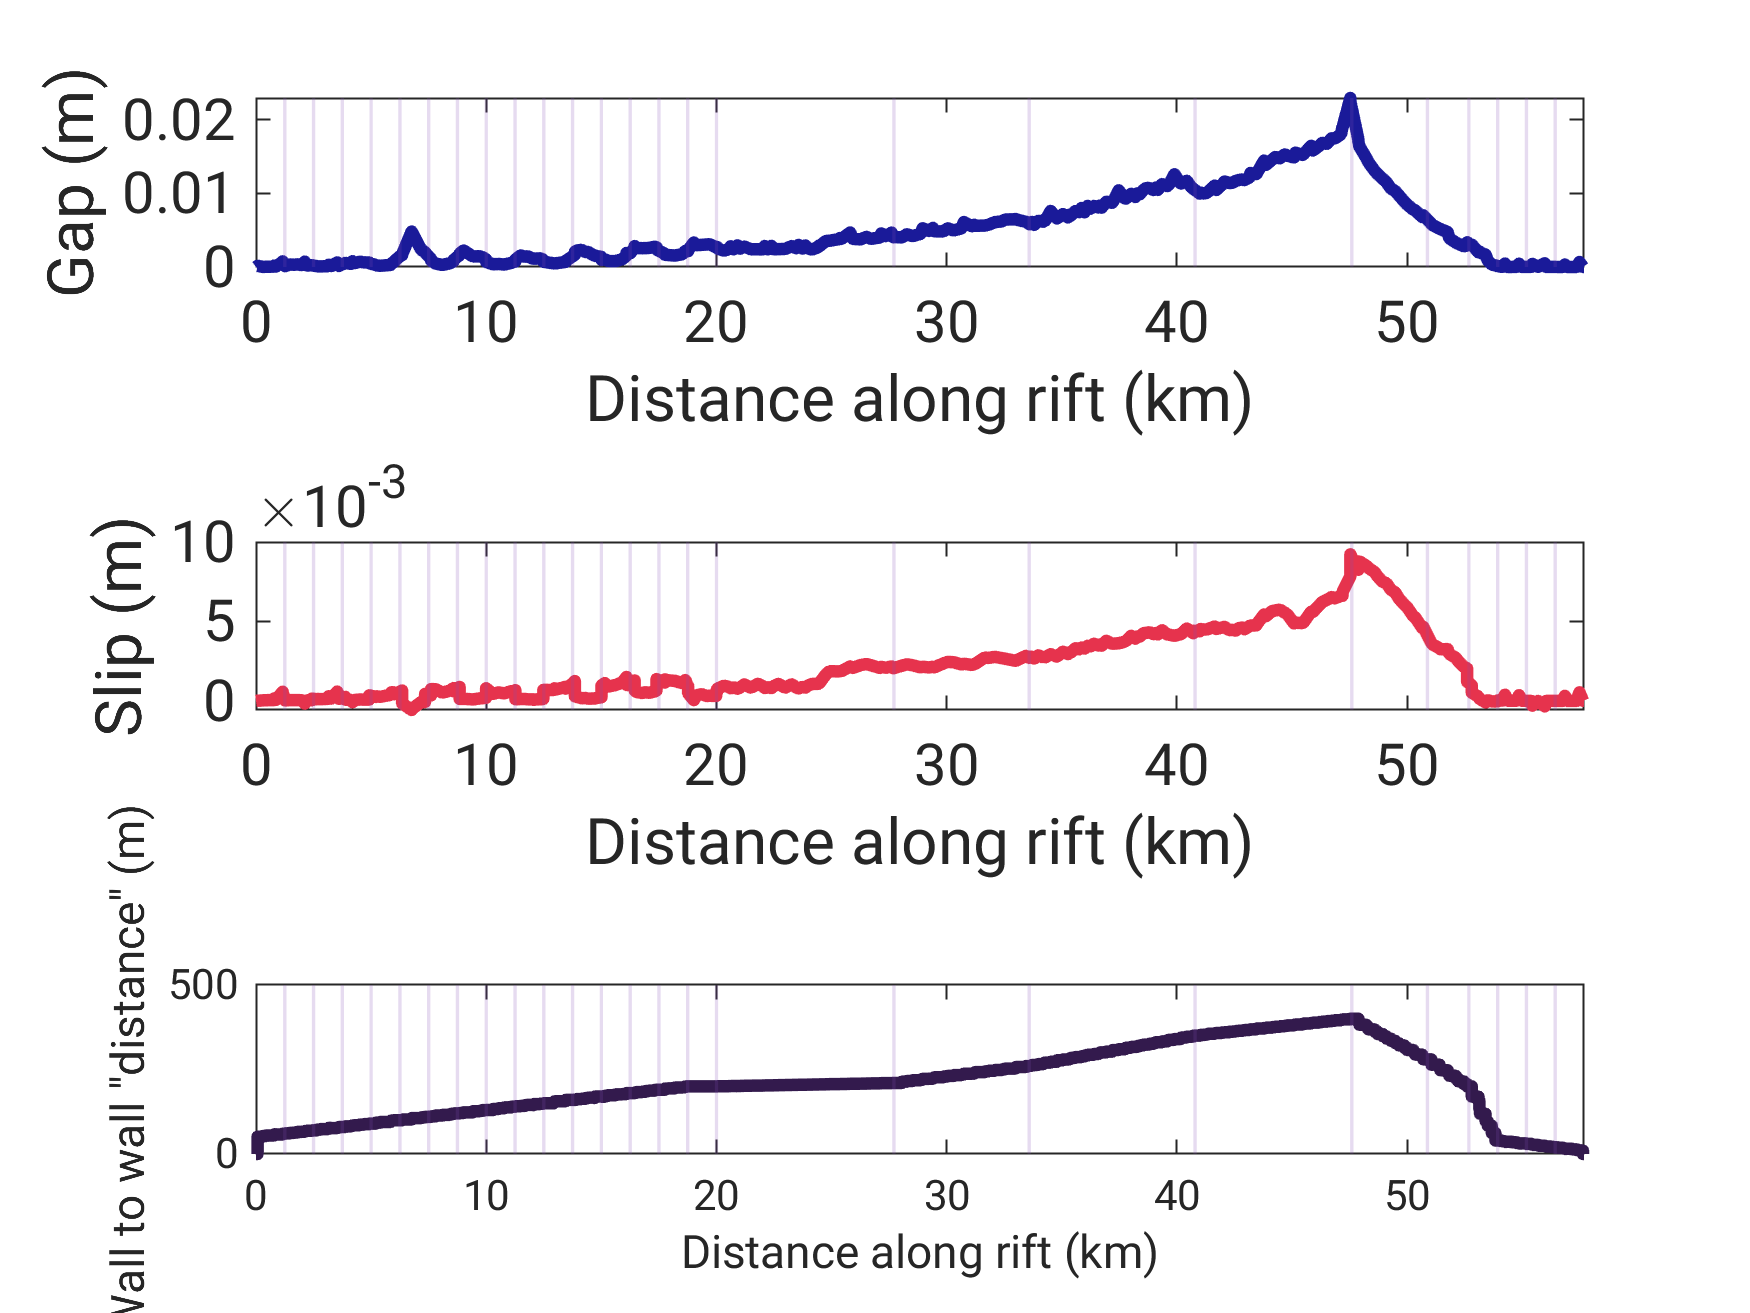 Gap (m)
0.02
0.01
0
0 10 20 30 40 50
Distance along rift (km)
×10-3
Slip (m)
10
5
0
0 10 20 30 40 50
Distance along rift (km)
to wall "distance" (m)
500
0
0 10 20 30 40 50
Distance along rift (km)